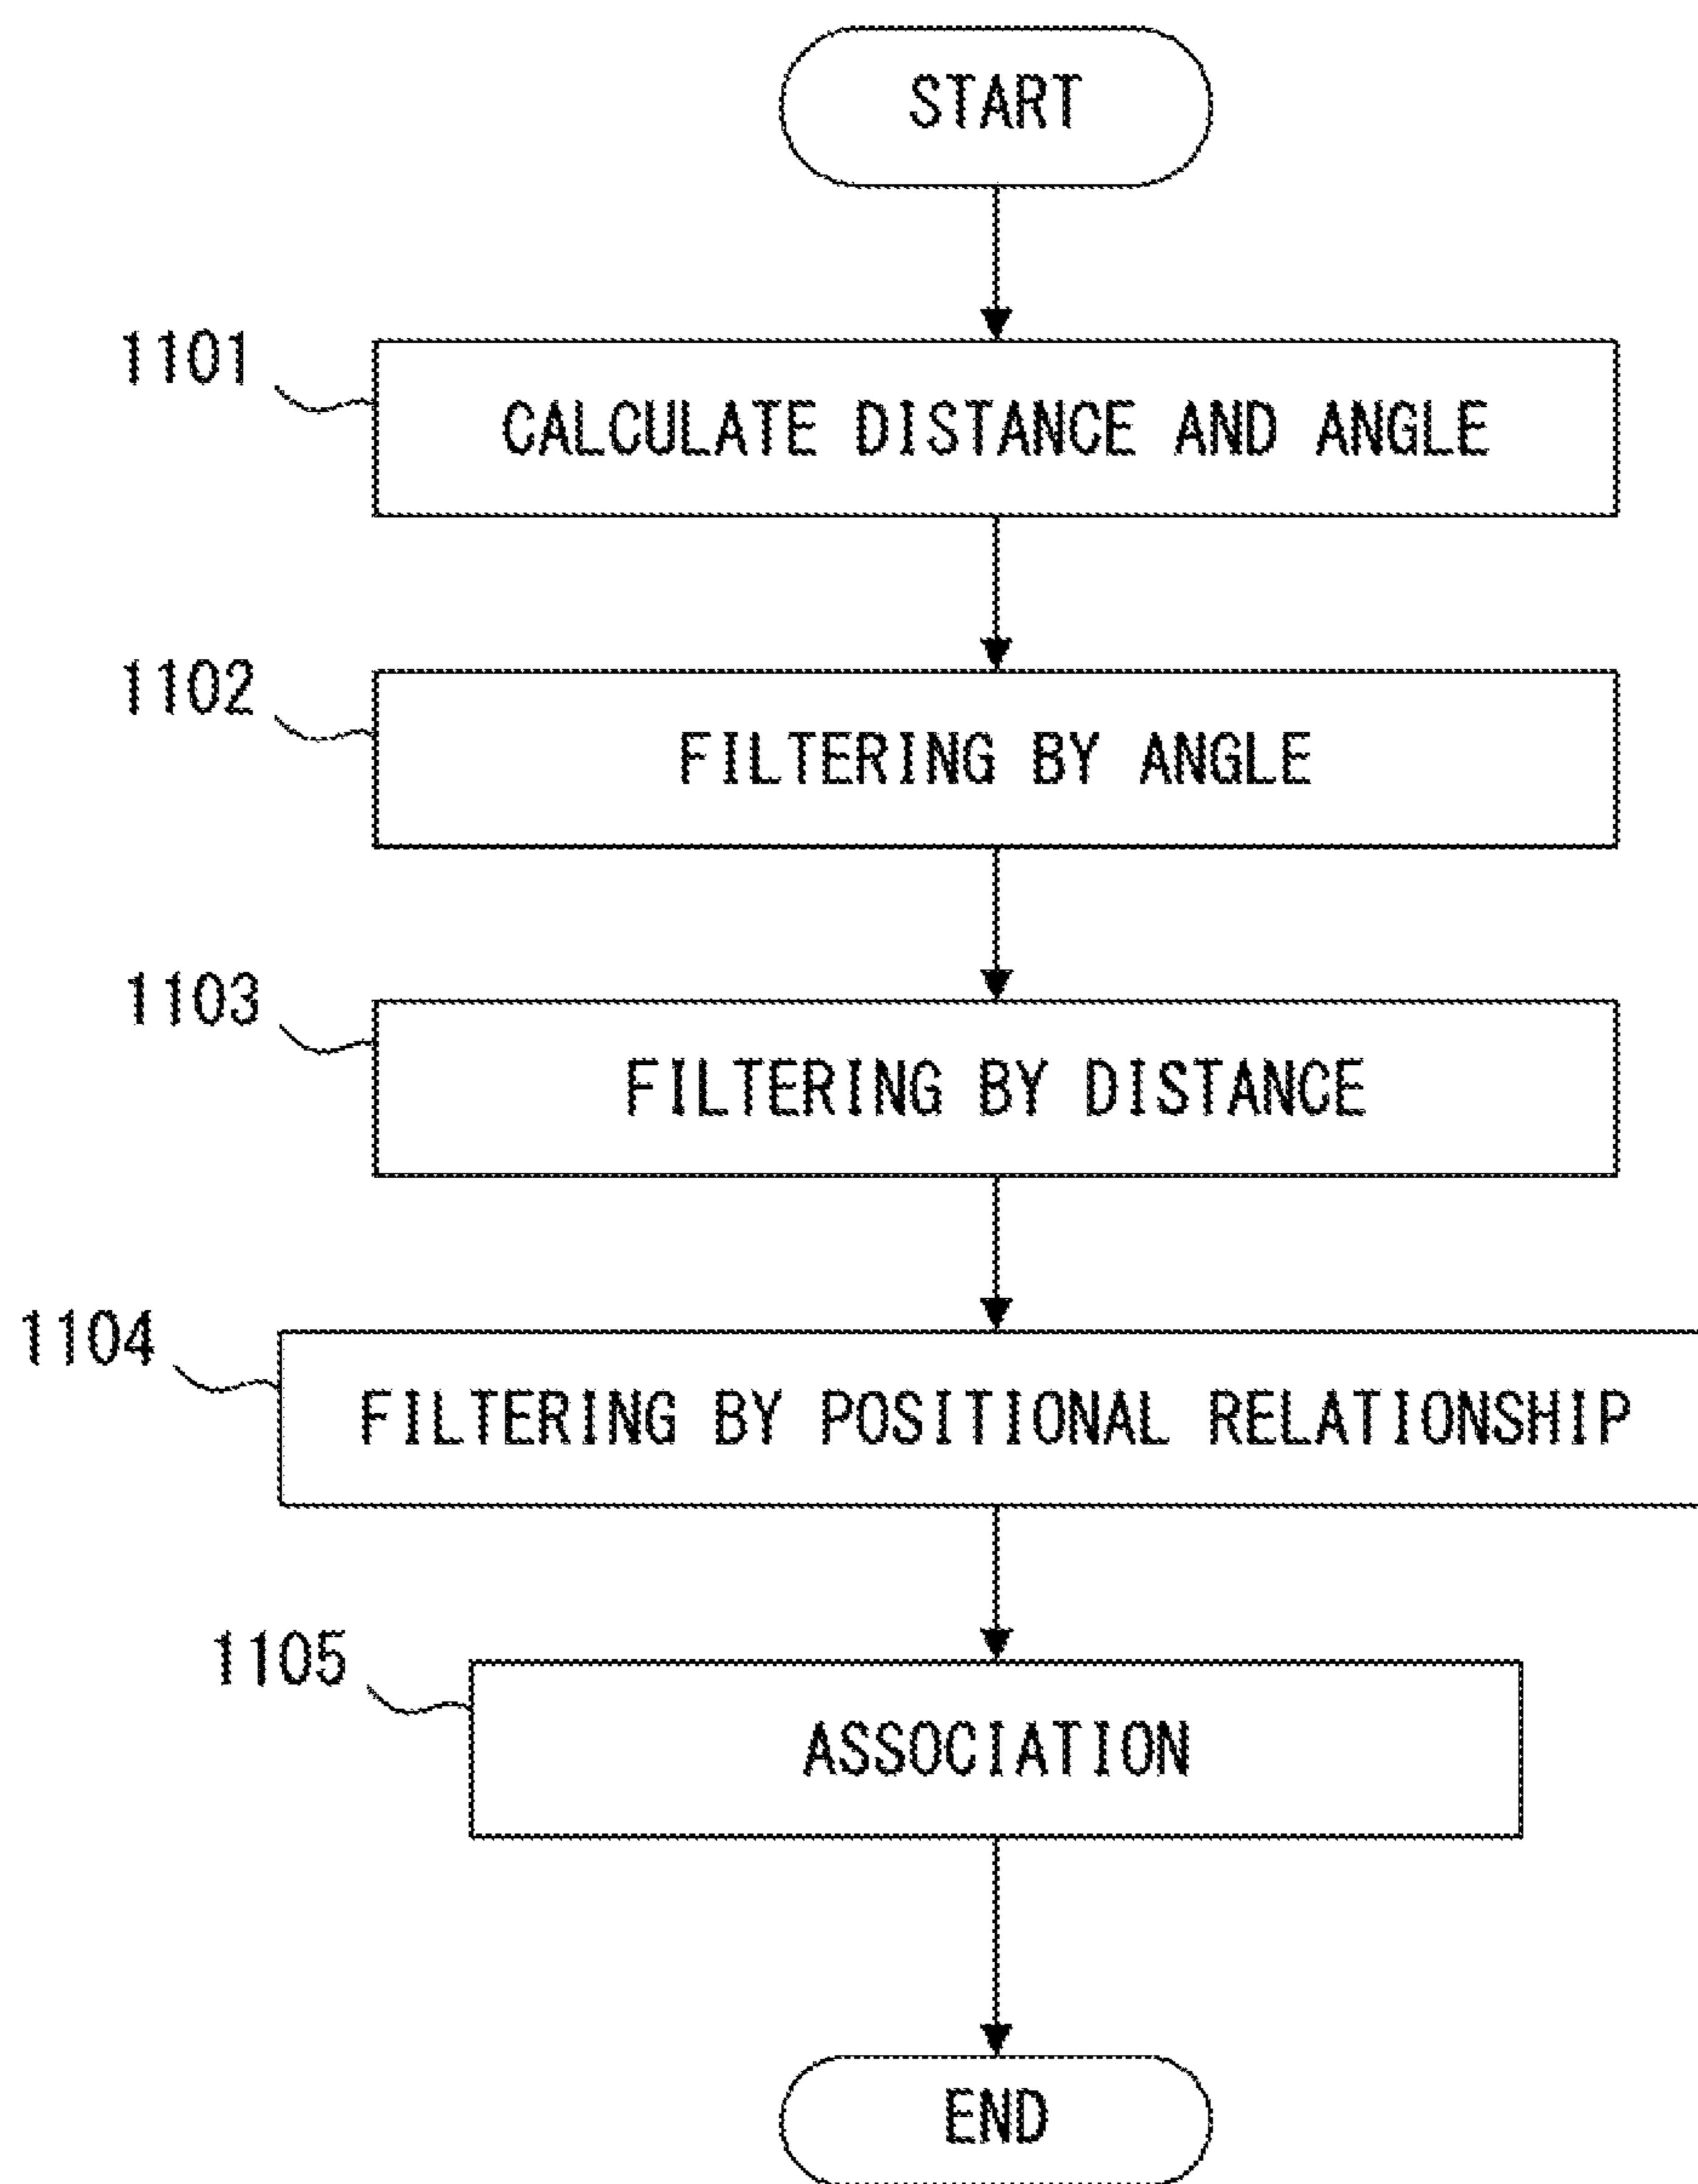 START
1101
CALCULATE DISTANCE AND ANGLE
1102
FILTERING BY ANGLE
1103
FILTERING BY DISTANCE
1104
FILTERING BY POSITIONAL RELATIONSHIP
1105
ASSOCIATION
END